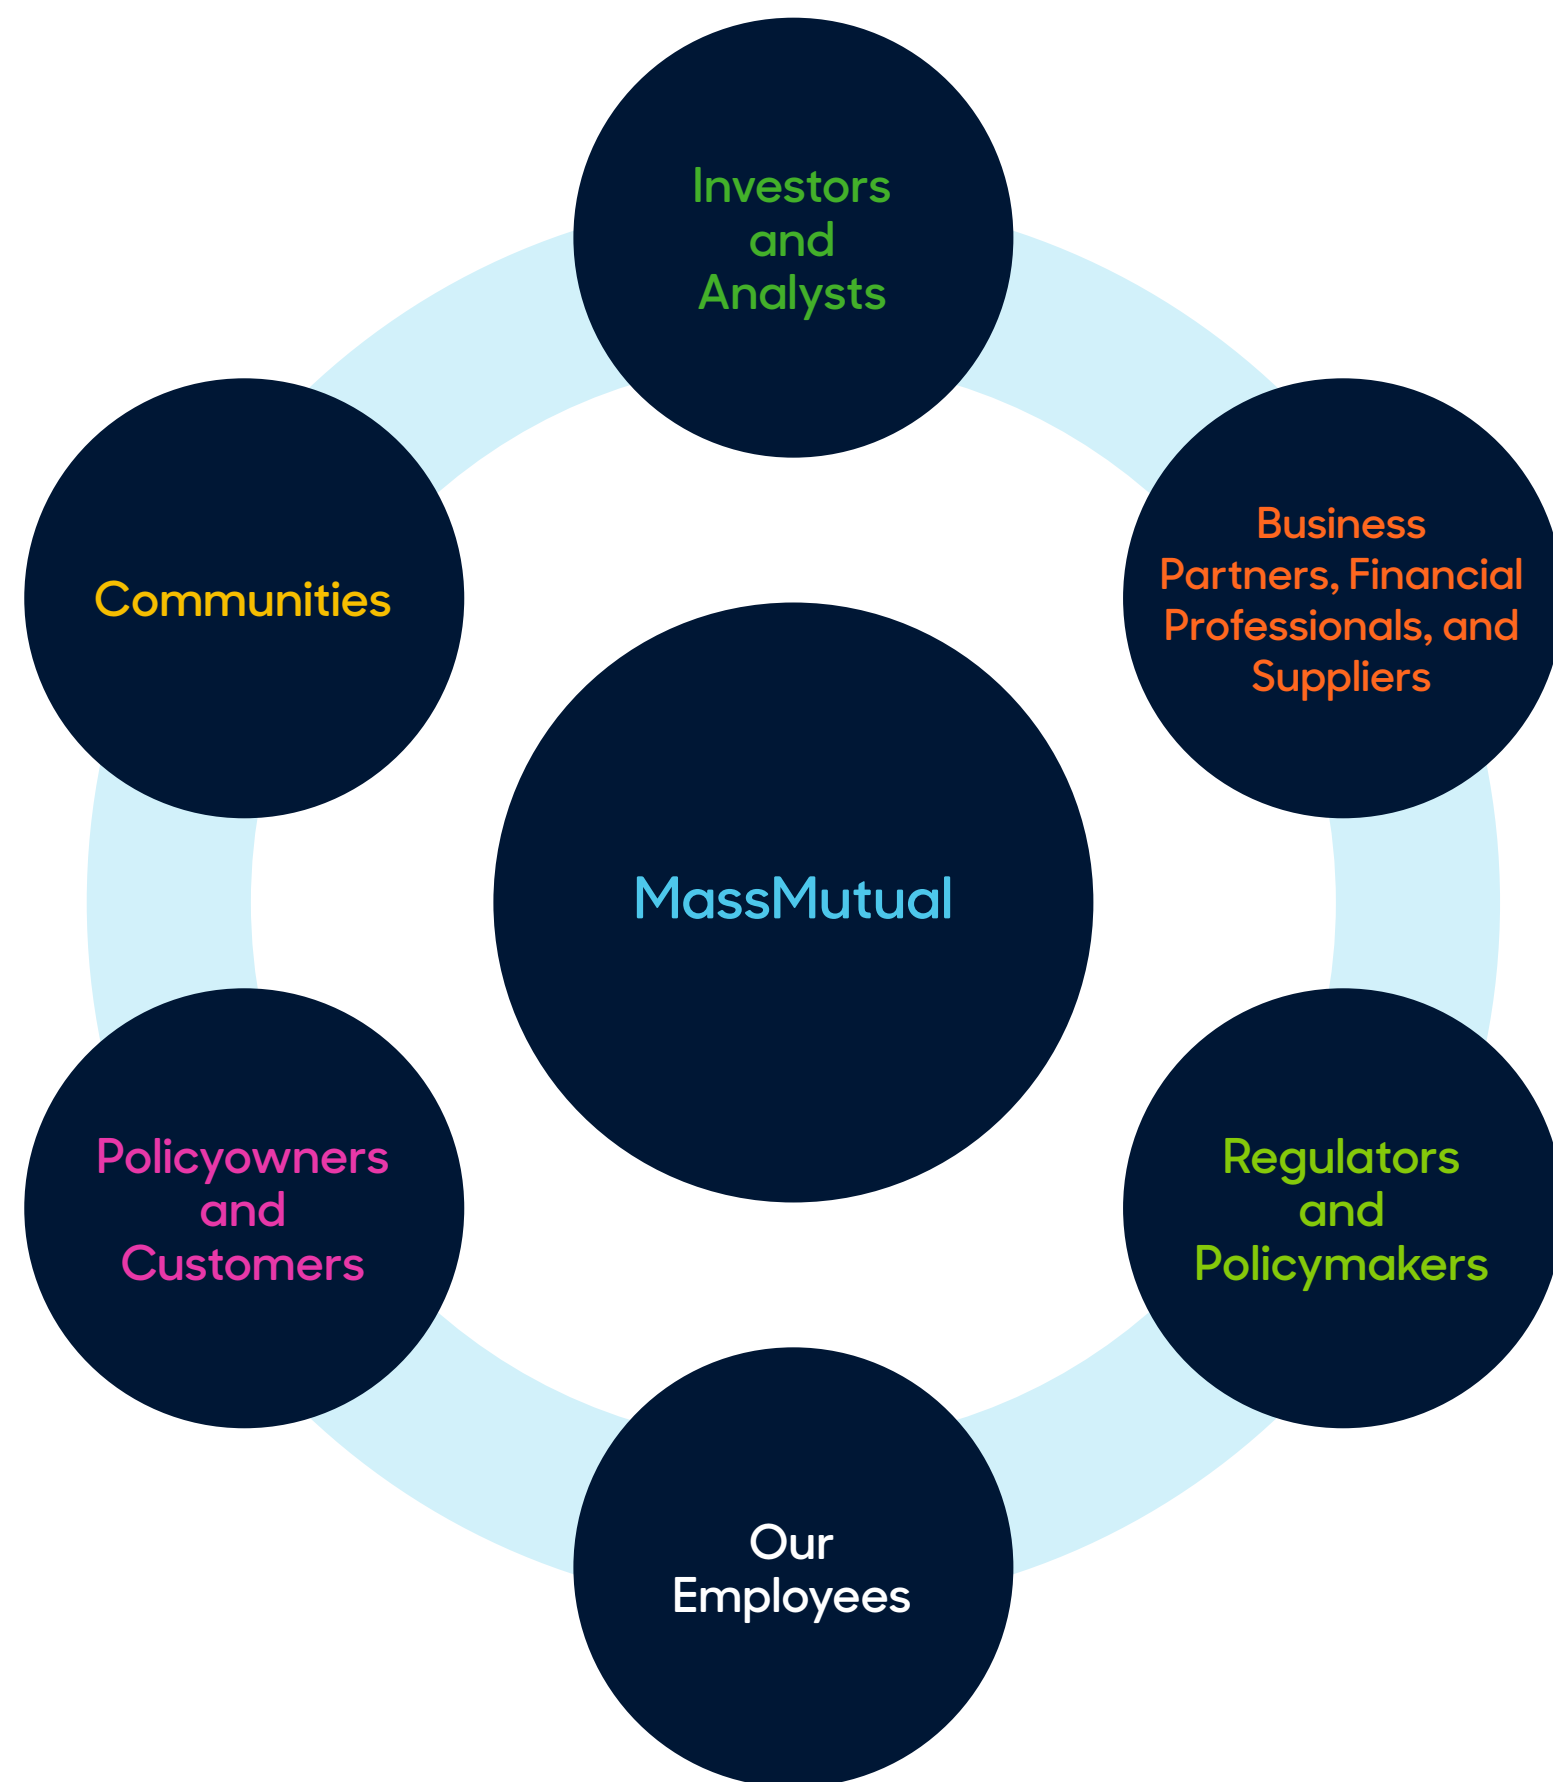 Investors
and
Analysts
Business
Partners, Financial
Professionals, and
Suppliers
Communities
MassMutual
Policyowners
and
Customers
Regulators
and
Policymakers
Our
Employees